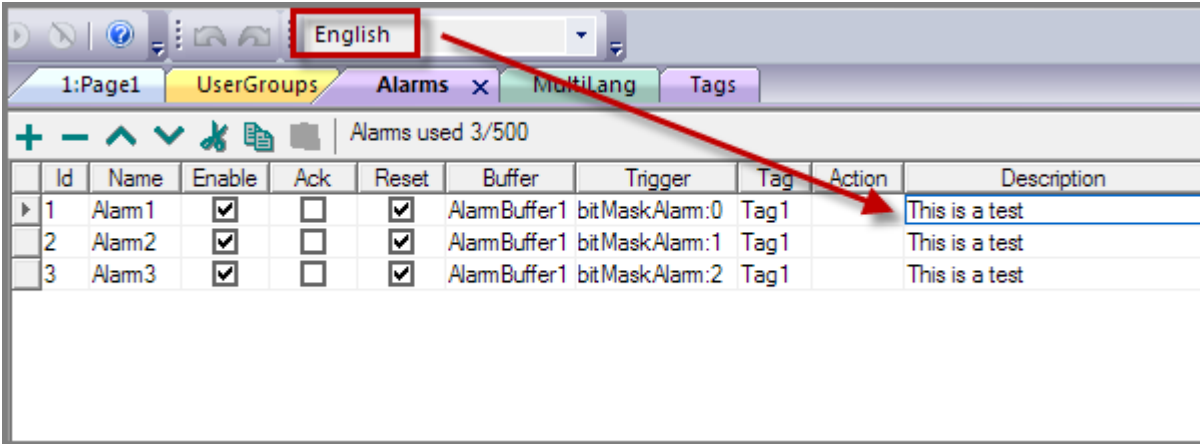 English
1:Page1 UserGroups Alarms MultiLang Tags
Alarms used 3/500
Id Name Enable Ack Reset Buffer Trigger Tag Action Description
1 Alarm1 AlarmBuffer1 bitMaskAlarm:0 Tag1 This is a test
2 Alarm2 AlarmBuffer1 bitMaskAlarm:1 Tag1 This is a test
3 Alarm3 AlarmBuffer1 bitMaskAlarm:2 Tag1 This is a test